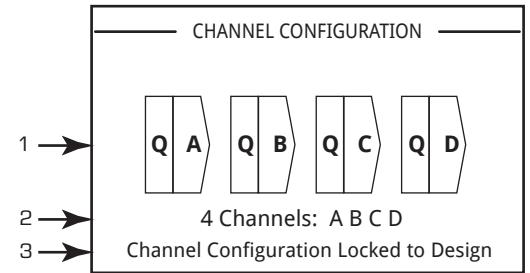 CHANNEL CONFIGURATION
1 Q A Q B Q C Q D
2 4 Channels: A B C D
3 Channel Configuration Locked to Design